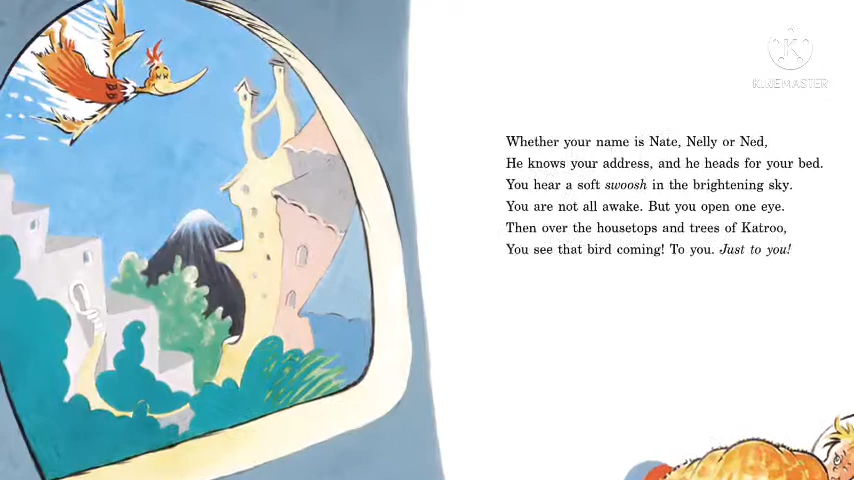 K
KINEMASTER
Whether your name is Nate, Nelly or Ned,
He knows your address, and he heads for your bed.
You hear a soft swoosh in the brightening sky.
You are not all awake. But you open one eye.
Then over the housetops and trees of Katroo,
You see that bird coming! To you. Just to you!